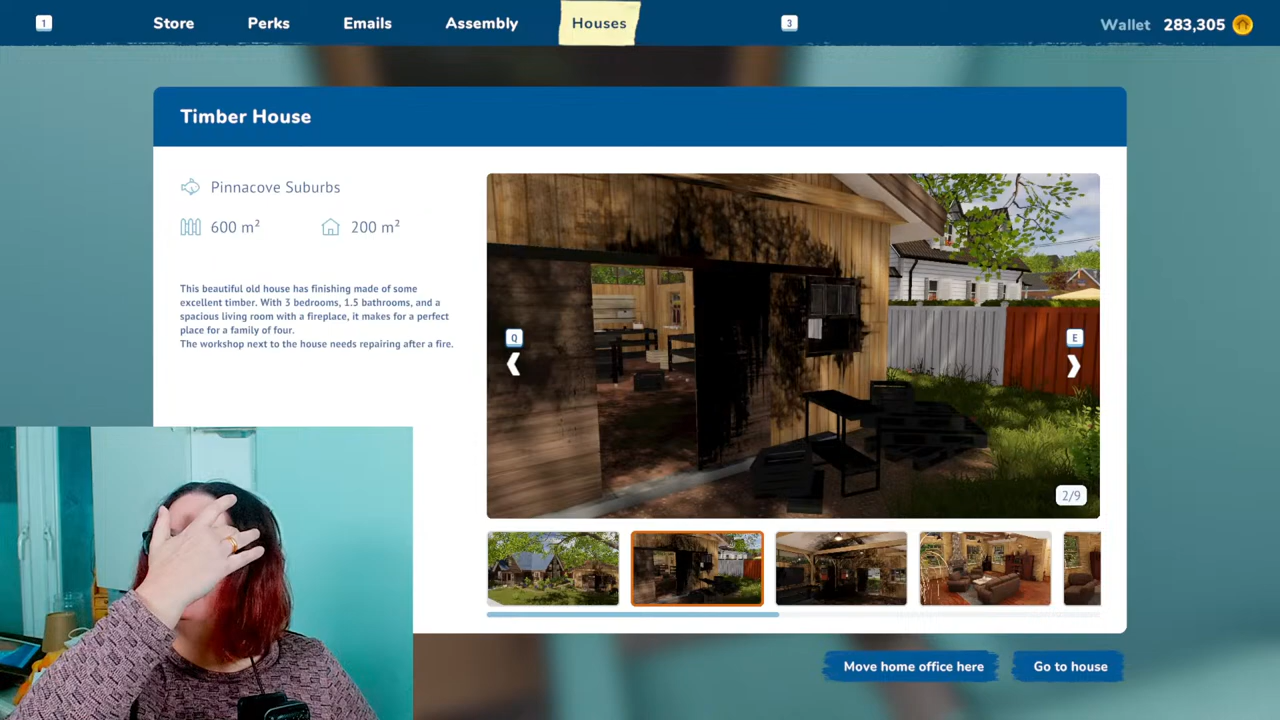 1
Store
Perks
Emails
Assembly
Houses
3
Wallet 283,305
Timber House
Pinnacove Suburbs
600 m²
200 m²
This beautiful old house has finishing made of some
excellent timber. With 3 bedrooms, 1.5 bathrooms, and a
spacious living room with a fireplace, it makes for a perfect
place for a family of four.
The workshop next to the house needs repairing after a fire.
Q
E
2/9
Move home office here
Go to house